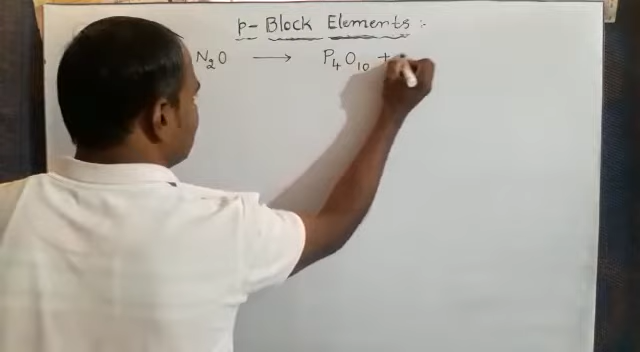 p-Block Elements :-
N₂O → P₄O₁₀ +